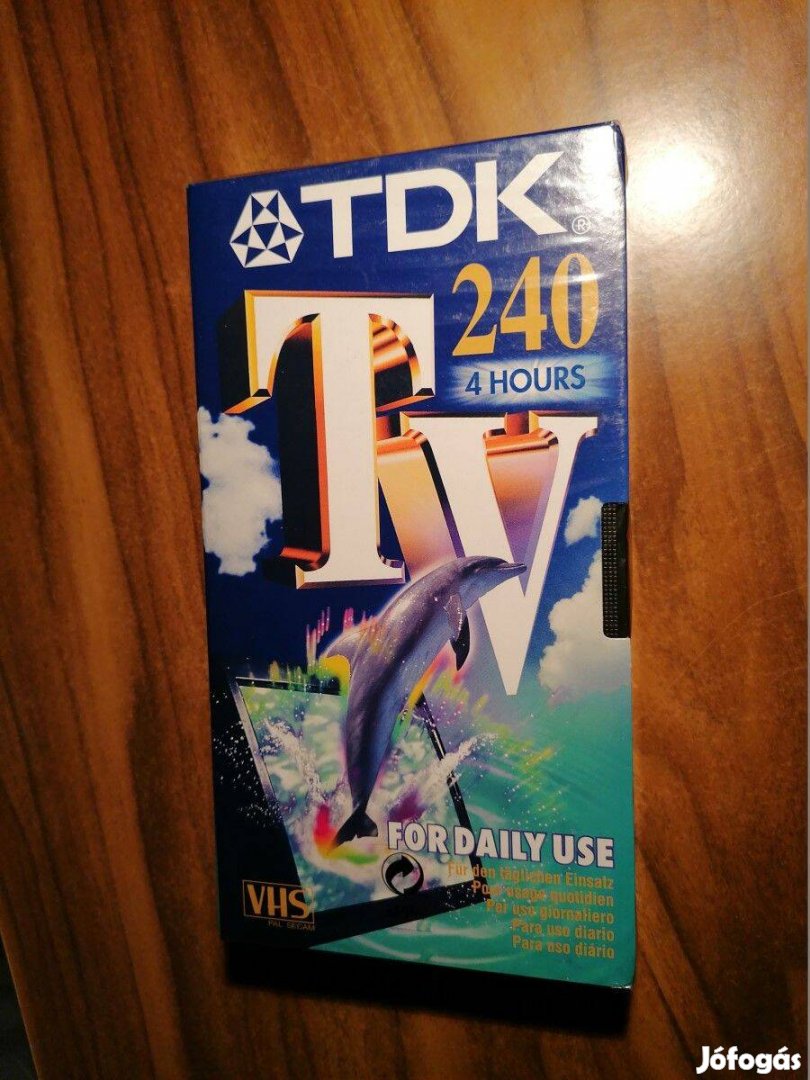 TDK®
240
4 HOURS
TV
FOR DAILY USE
Für den täglichen Einsatz
Pour usage quotidien
Pal uso giornaliero
Para uso diario
Para uso diário
VHS
PAL SECAM
Jófogás